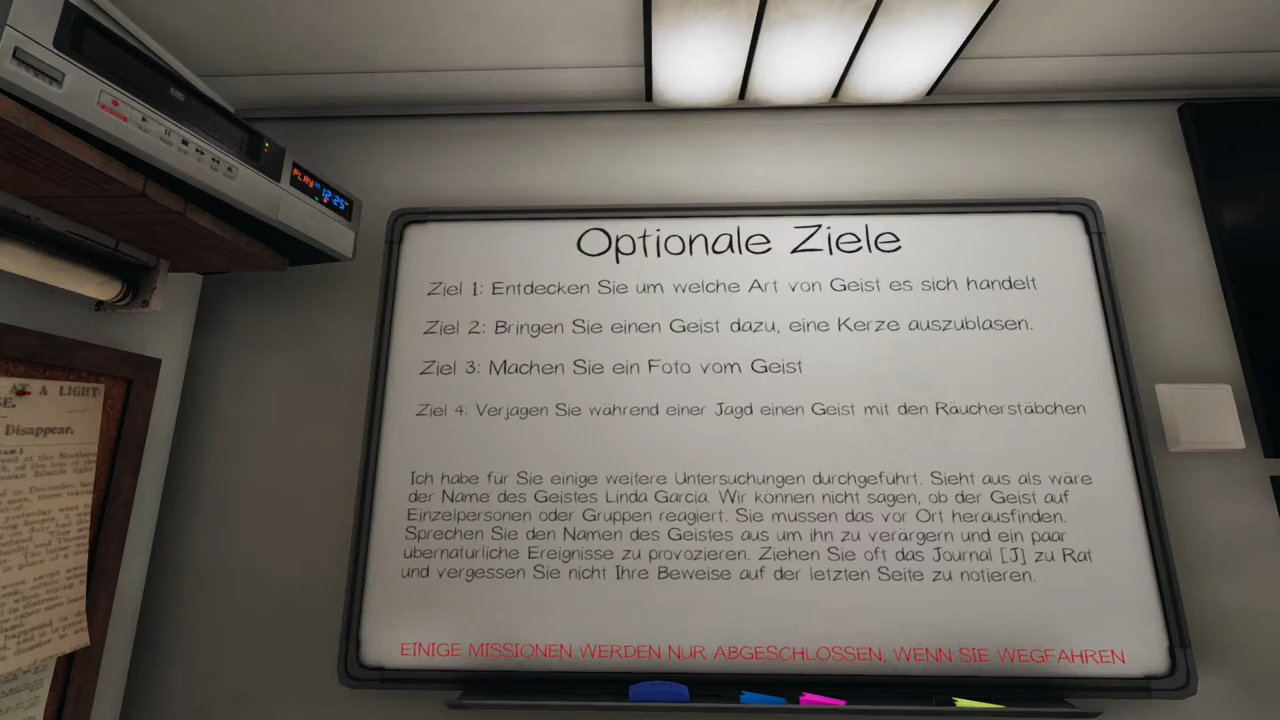 PLAY 12:25
Optionale Ziele
Ziel 1: Entdecken Sie um welche Art von Geist es sich handelt
Ziel 2: Bringen Sie einen Geist dazu, eine Kerze auszublasen.
Ziel 3: Machen Sie ein Foto vom Geist
Ziel 4: Verjagen Sie während einer Jagd einen Geist mit den Räucherstäbchen
Ich habe für Sie einige weitere Untersuchungen durchgeführt. Sieht aus als wäre
der Name des Geistes Linda Garcia. Wir können nicht sagen, ob der Geist auf
Einzelpersonen oder Gruppen reagiert. Sie müssen das vor Ort herausfinden.
Sprechen Sie den Namen des Geistes aus um ihn zu verärgern und ein paar
übernatürliche Ereignisse zu provozieren. Ziehen Sie oft das Journal [J] zu Rat
und vergessen Sie nicht Ihre Beweise auf der letzten Seite zu notieren.
EINIGE MISSIONEN WERDEN NUR ABGESCHLOSSEN, WENN SIE WEGFAHREN
AT A LIGHT
Disappear.